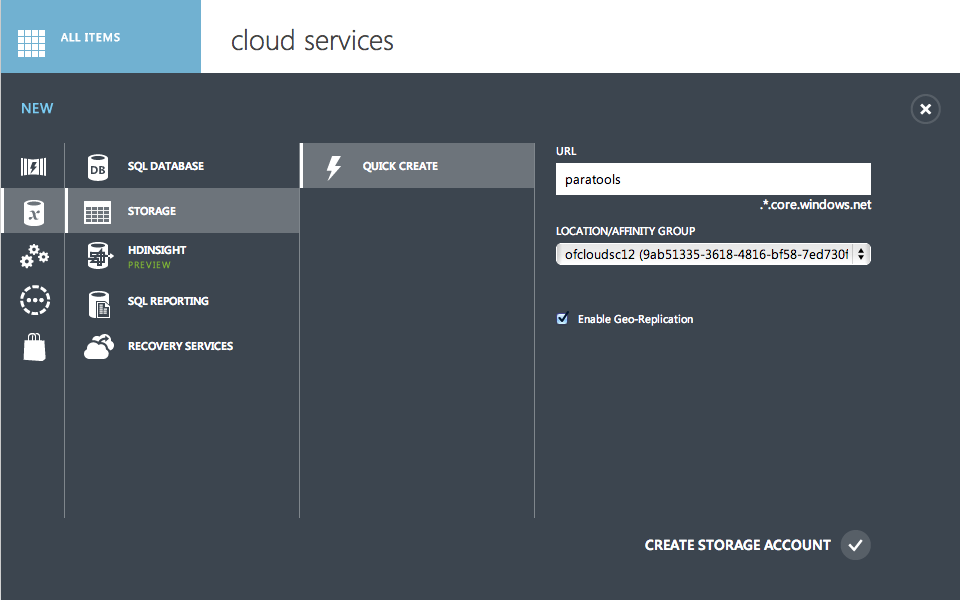 ALL ITEMS
cloud services
NEW
DB
SQL DATABASE
x
STORAGE
HDINSIGHT
PREVIEW
SQL REPORTING
RECOVERY SERVICES
QUICK CREATE
URL
paratools
.*.core.windows.net
LOCATION/AFFINITY GROUP
ofcloudsc12 (9ab51335-3618-4816-bf58-7ed730f
Enable Geo-Replication
CREATE STORAGE ACCOUNT